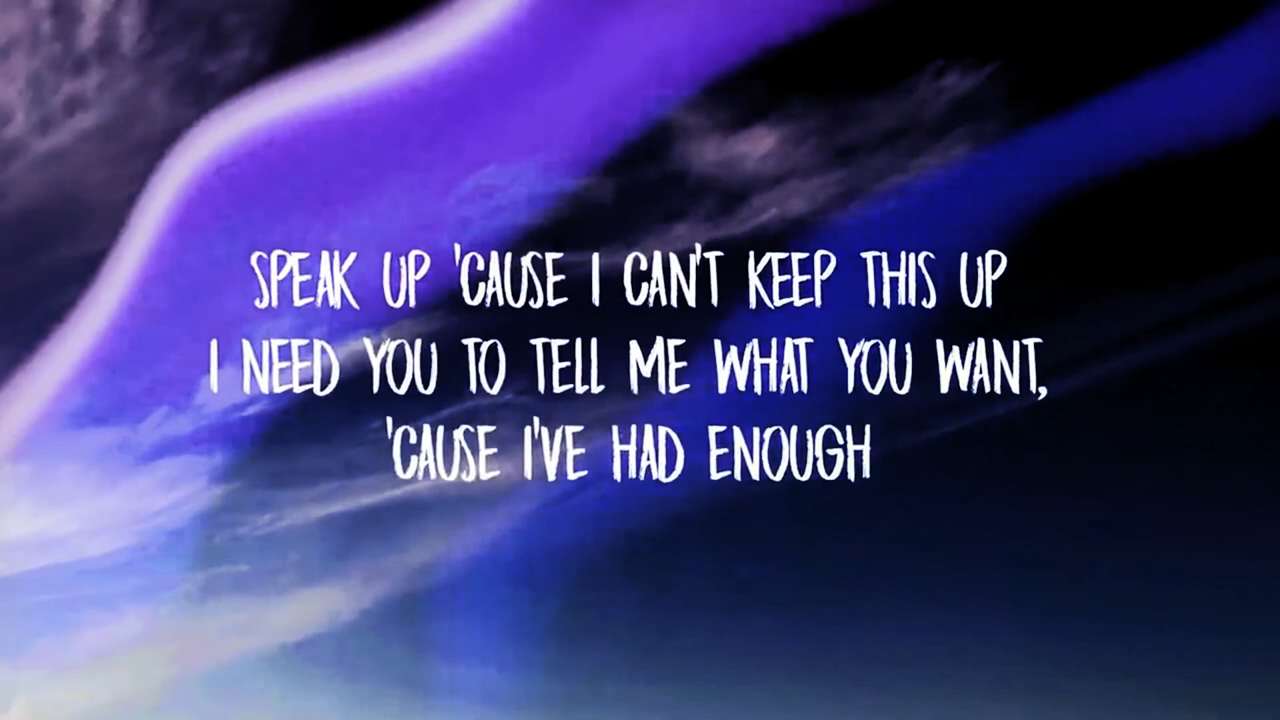 SPEAK UP 'CAUSE I CAN'T KEEP THIS UP
I NEED YOU TO TELL ME WHAT YOU WANT,
'CAUSE I'VE HAD ENOUGH